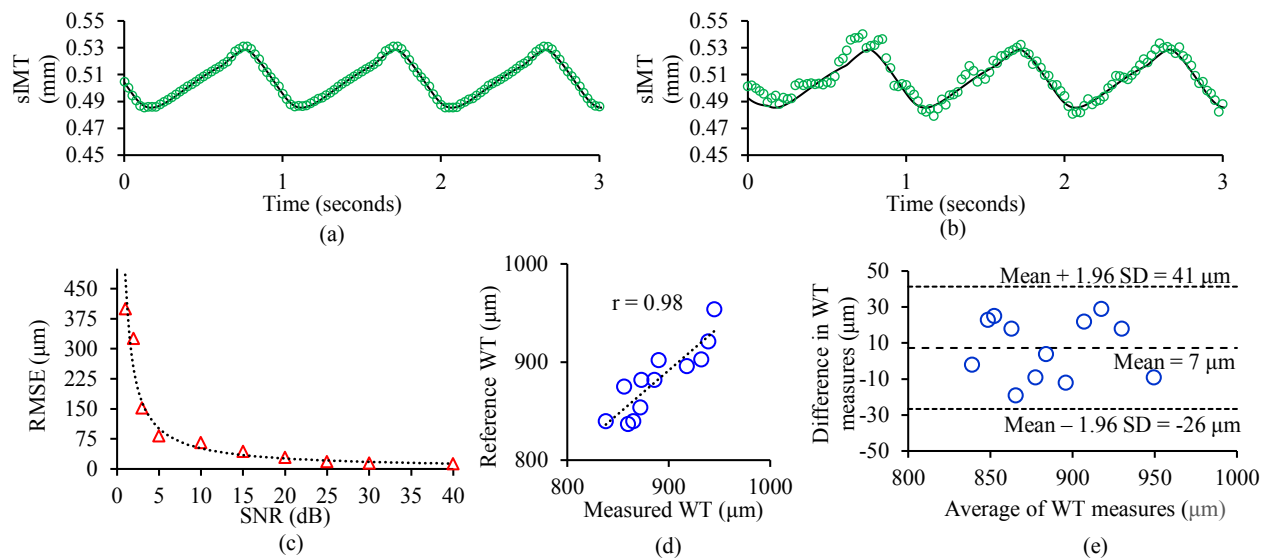 0.55
0.53
0.51
0.49
0.47
0.45
sIMT
(mm)
0
1
2
3
Time (seconds)
(a)
0.55
0.53
0.51
0.49
0.47
0.45
sIMT
(mm)
0
1
2
3
Time (seconds)
(b)
450
375
300
225
150
75
0
RMSE (μm)
0
5
10
15
20
25
30
35
40
SNR (dB)
(c)
1000
900
800
Reference WT (μm)
r = 0.98
800
900
1000
Measured WT (μm)
(d)
50
30
10
-10
-30
-50
Difference in WT
measures (μm)
Mean + 1.96 SD = 41 μm
Mean = 7 μm
Mean – 1.96 SD = -26 μm
800
850
900
950
1000
Average of WT measures (μm)
(e)